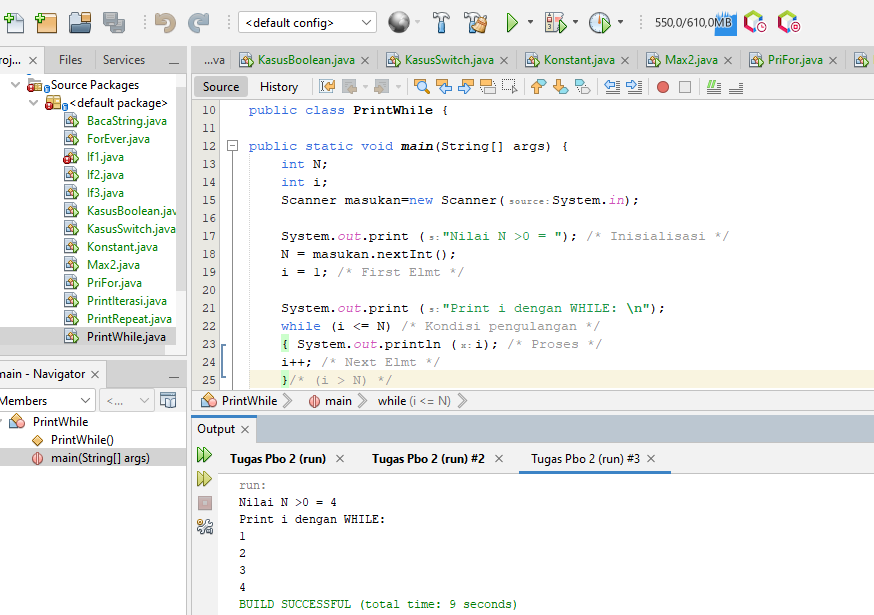 <default config>
550,0/610,0MB
roj...
Files
Services
...va
KasusBoolean.java
KasusSwitch.java
Konstant.java
Max2.java
PriFor.java
Source
History
Source Packages
<default package>
BacaString.java
ForEver.java
If1.java
If2.java
If3.java
KasusBoolean.jav
KasusSwitch.java
Konstant.java
Max2.java
PriFor.java
PrintIterasi.java
PrintRepeat.java
PrintWhile.java
10 public class PrintWhile {
11
12 public static void main(String[] args) {
13 int N;
14 int i;
15 Scanner masukan=new Scanner( source: System.in);
16
17 System.out.print ( s: "Nilai N >0 = "); /* Inisialisasi */
18 N = masukan.nextInt();
19 i = 1; /* First Elmt */
20
21 System.out.print ( s: "Print i dengan WHILE: \n");
22 while (i <= N) /* Kondisi pengulangan */
23 { System.out.println ( x: i); /* Proses */
24 i++; /* Next Elmt */
25 }/* (i > N) */
PrintWhile
main
while (i <= N)
main - Navigator
Members
<...
PrintWhile
PrintWhile()
main(String[] args)
Output
Tugas Pbo 2 (run)
Tugas Pbo 2 (run) #2
Tugas Pbo 2 (run) #3
run:
Nilai N >0 = 4
Print i dengan WHILE:
1
2
3
4
BUILD SUCCESSFUL (total time: 9 seconds)